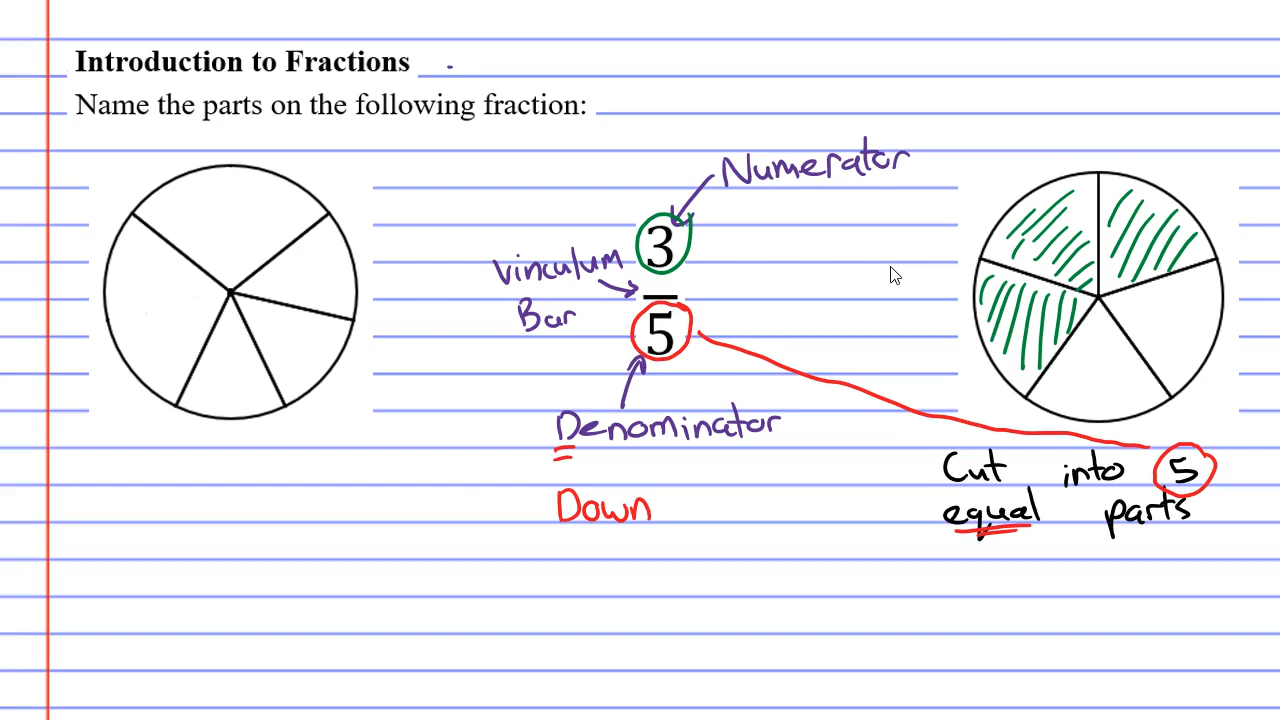 Introduction to Fractions
Name the parts on the following fraction:
Numerator
3
vinculum
Bar
5
Denominator
Down
Cut into 5
equal parts